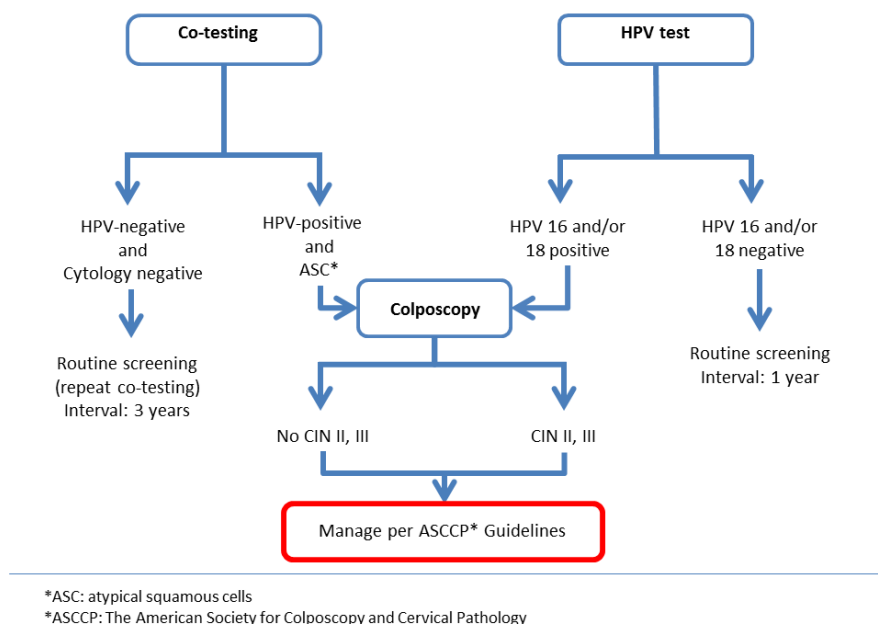 Co-testing
HPV test
HPV-negative
and
Cytology negative
HPV-positive
and
ASC*
HPV 16 and/or
18 positive
HPV 16 and/or
18 negative
Colposcopy
Routine screening
(repeat co-testing)
Interval: 3 years
Routine screening
Interval: 1 year
No CIN II, III
CIN II, III
Manage per ASCCP* Guidelines
*ASC: atypical squamous cells
*ASCCP: The American Society for Colposcopy and Cervical Pathology